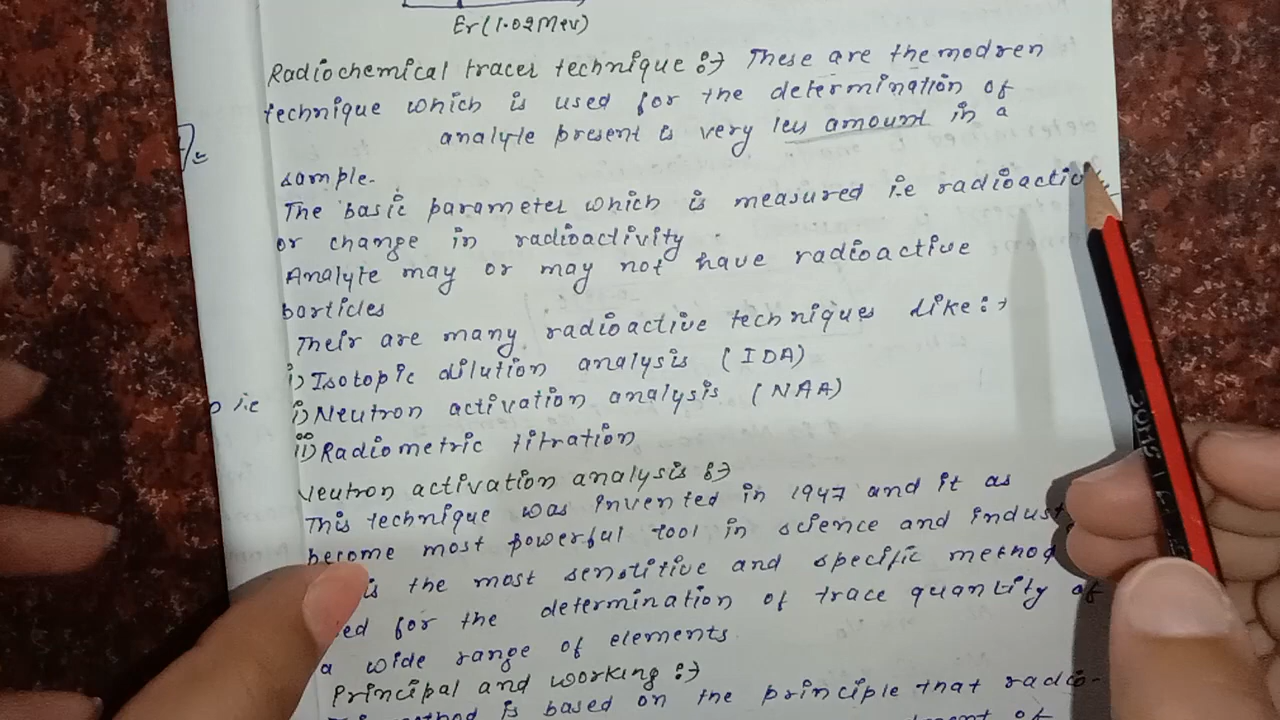 Er(1.02Mev)
Radiochemical tracer technique :→ These are the modren
technique which is used for the determination of
analyte present is very less amount in a
sample.
The basic parameter which is measured i.e radioactiv
or change in radioactivity
Analyte may or may not have radioactive
particles
Their are many radioactive techniques like :→
i) Isotopic dilution analysis (IDA)
i) Neutron activation analysis (NAA)
i.e
iii) Radiometric titration
Neutron activation analysis :→
This technique was invented in 1947 and it as
become most powerful tool in science and indust
is the most senstitive and specific method
sed for the determination of trace quantity of
a wide range of elements
Principal and working :→
method is based on the principle that radio-
of